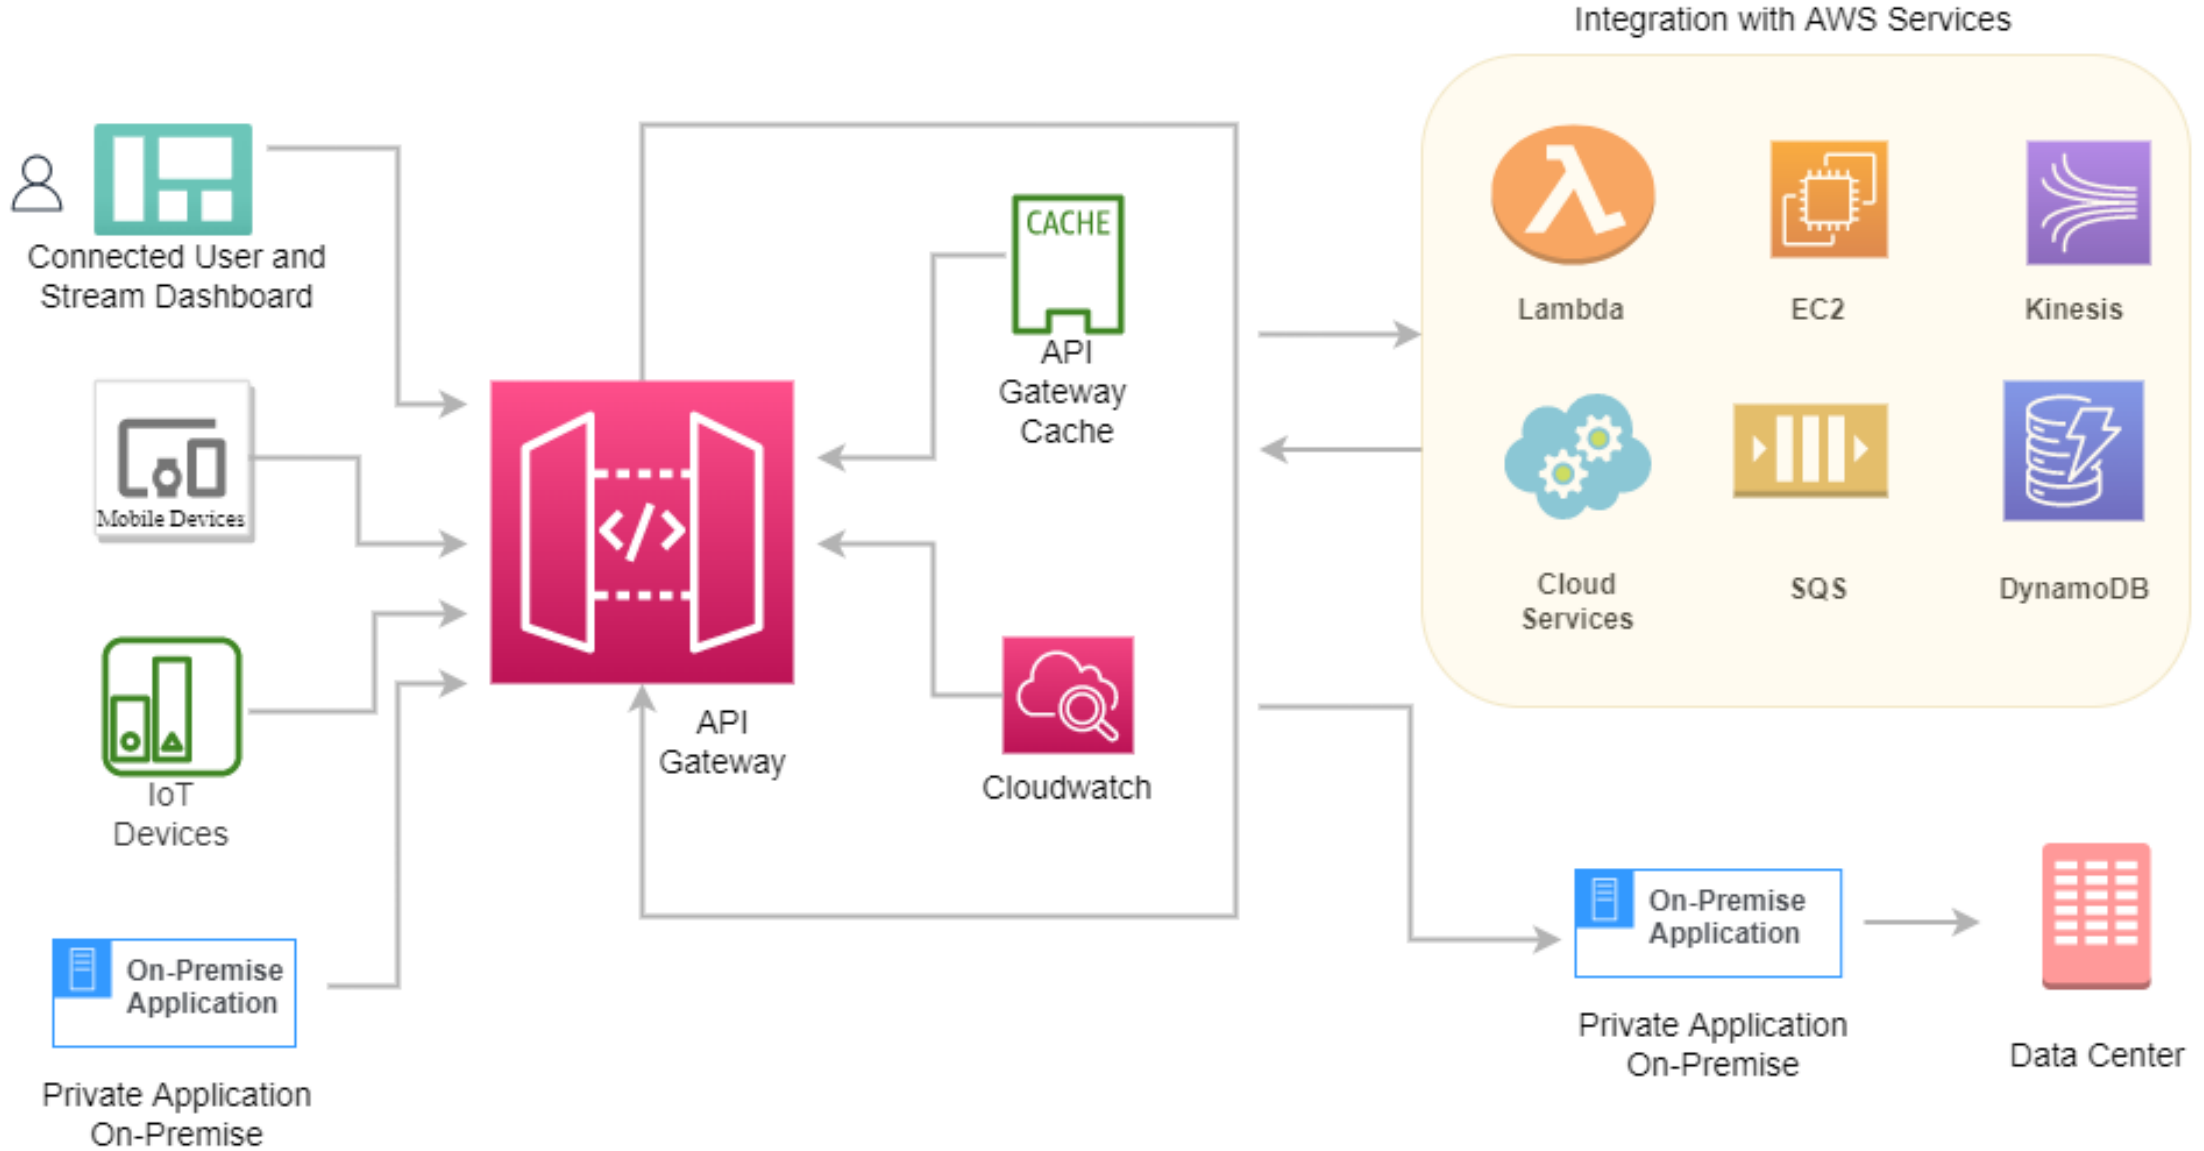 Integration with AWS Services
Connected User and
Stream Dashboard
Mobile Devices
IoT
Devices
On-Premise
Application
Private Application
On-Premise
</>
API
Gateway
CACHE
API
Gateway
Cache
Cloudwatch
Lambda
EC2
Kinesis
Cloud
Services
SQS
DynamoDB
On-Premise
Application
Private Application
On-Premise
Data Center